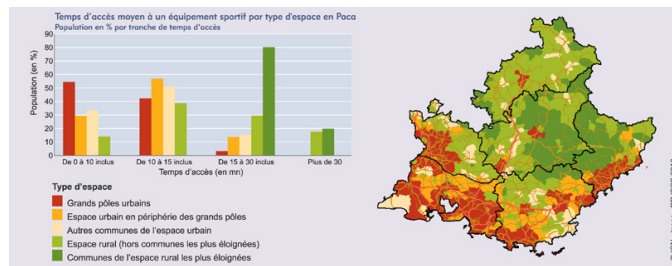 Temps d'accès moyen à un équipement sportif par type d'espace en Paca
Population en % par tranche de temps d'accès
Population (en %)
90
80
70
60
50
40
30
20
10
0
De 0 à 10 inclus
De 10 à 15 inclus
De 15 à 30 inclus
Plus de 30
Temps d'accès (en mn)
Type d'espace
Grands pôles urbains
Espace urbain en périphérie des grands pôles
Autres communes de l'espace urbain
Espace rural (hors communes les plus éloignées)
Communes de l'espace rural les plus éloignées